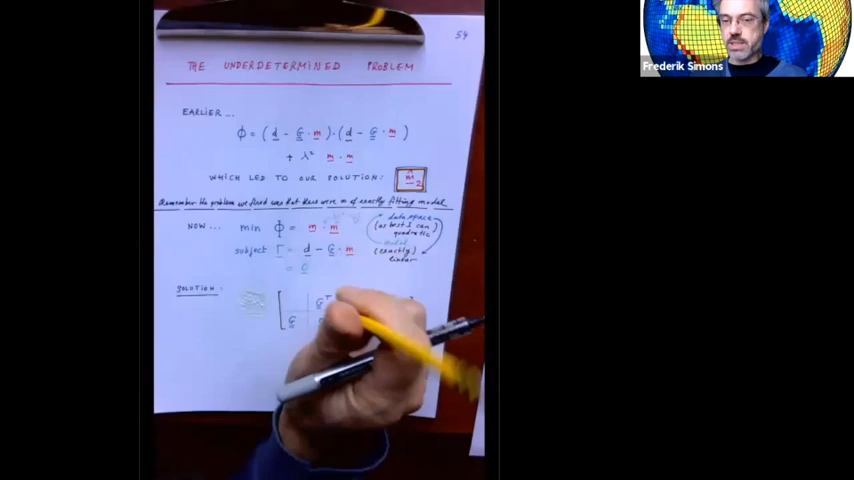 54
THE UNDERDETERMINED PROBLEM
EARLIER ...
Φ = (d - G · m) · (d - G · m)
+ λ² m · m
WHICH LED TO OUR SOLUTION: m̂₂
Remember the problem we fixed was that there were ∞ of exactly fitting model
NOW ... min Φ = m · m
data space
(as best I can)
quadratic
subject Γ = d - G · m
model
(exactly)
linear
= 0
SOLUTION :
Gᵀ
G
Frederik Simons